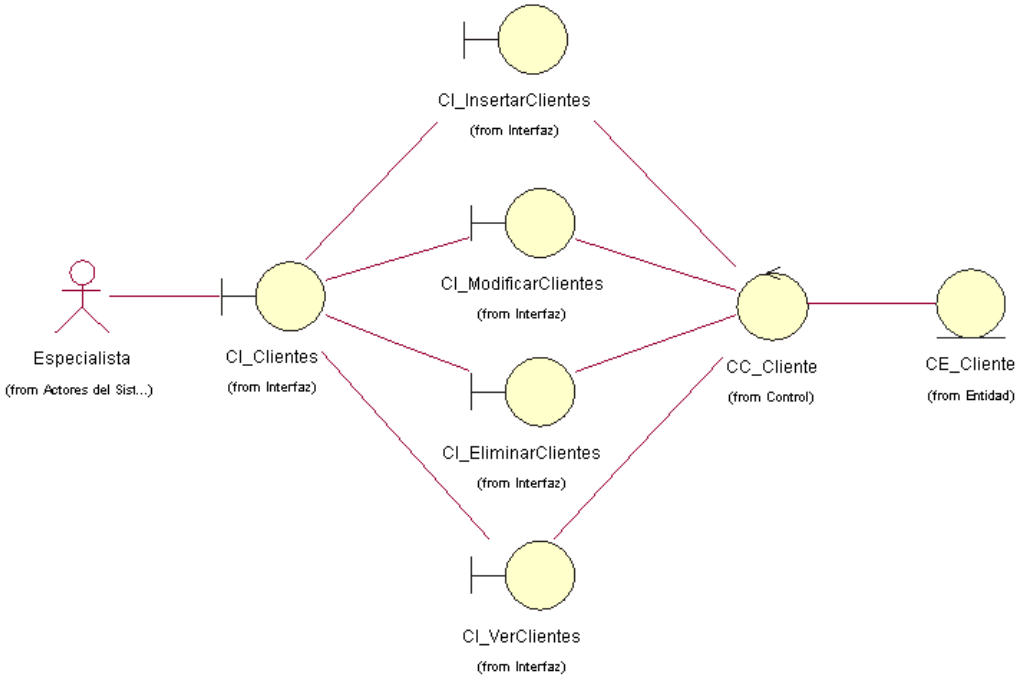 CI_InsertarClientes
(from Interfaz)
CI_ModificarClientes
(from Interfaz)
Especialista
(from Actores del Sist...)
CI_Clientes
(from Interfaz)
CC_Cliente
(from Control)
CE_Cliente
(from Entidad)
CI_EliminarClientes
(from Interfaz)
CI_VerClientes
(from Interfaz)